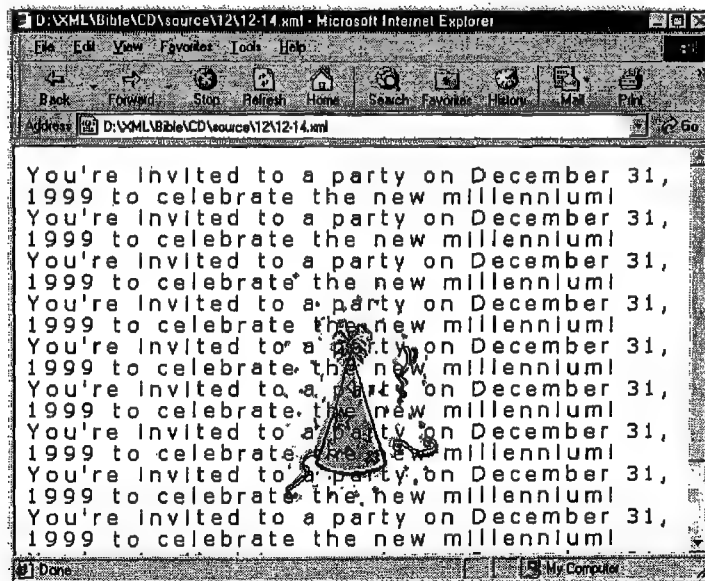 D:\XML\Bible\CD\source\12\12-14.xml - Microsoft Internet Explorer
File Edit View Favorites Tools Help
Back Forward Stop Refresh Home Search Favorites History Mail Print
Address D:\XML\Bible\CD\source\12\12-14.xml Go
You're invited to a party on December 31,
1999 to celebrate the new millennium!
You're invited to a party on December 31,
1999 to celebrate the new millennium!
You're invited to a party on December 31,
1999 to celebrate the new millennium!
You're invited to a party on December 31,
1999 to celebrate the new millennium!
You're invited to a party on December 31,
1999 to celebrate the new millennium!
You're invited to a party on December 31,
1999 to celebrate the new millennium!
You're invited to a party on December 31,
1999 to celebrate the new millennium!
You're invited to a party on December 31,
1999 to celebrate the new millennium!
You're invited to a party on December 31,
1999 to celebrate the new millennium!
Done My Computer